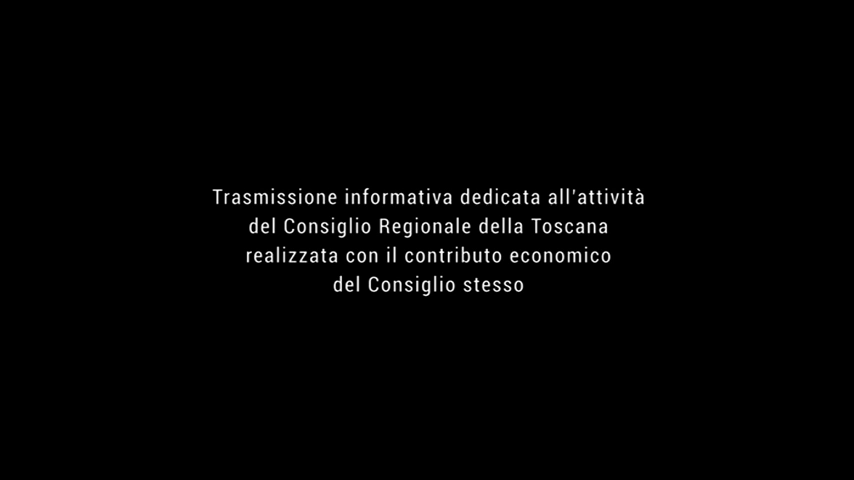 Trasmissione informativa dedicata all'attività
del Consiglio Regionale della Toscana
realizzata con il contributo economico
del Consiglio stesso